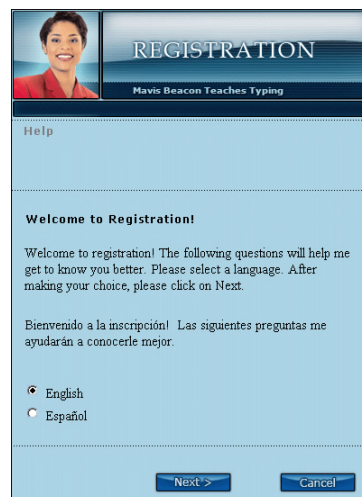 REGISTRATION
Mavis Beacon Teaches Typing
Help
Welcome to Registration!
Welcome to registration! The following questions will help me
get to know you better. Please select a language. After
making your choice, please click on Next.
Bienvenido a la inscripción!  Las siguientes preguntas me
ayudarán a conocerle mejor.
English
Español
Next >
Cancel